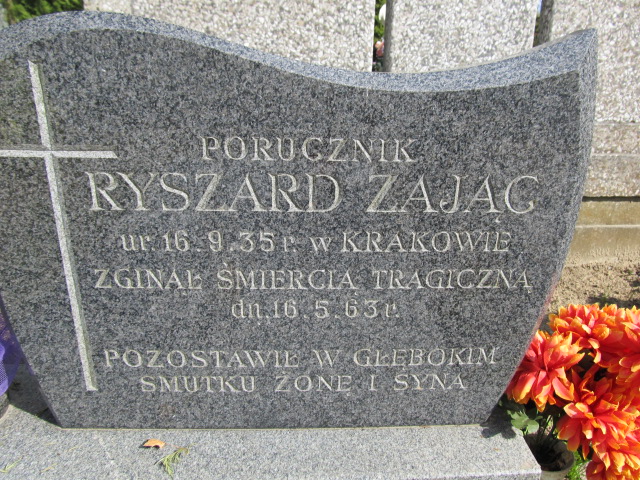 PORUCZNIK
RYSZARD ZAJĄC
ur. 16.9.35 r. w KRAKOWIE
ZGINĄŁ ŚMIERCIĄ TRAGICZNĄ
dn. 16.5.63 r.
POZOSTAWIŁ W GŁĘBOKIM
SMUTKU ŻONĘ I SYNA